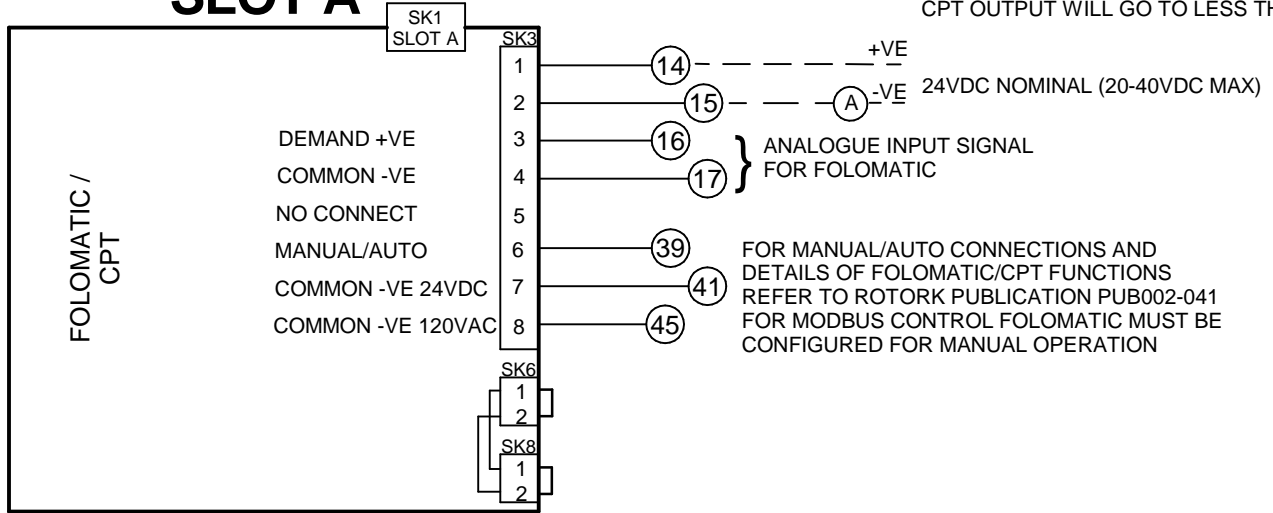 SLOT A
CPT OUTPUT WILL GO TO LESS
SK1
SLOT A
SK3
1
14
+VE
2
15
A
-VE
24VDC NOMINAL (20-40VDC MAX)
DEMAND +VE
3
16
COMMON -VE
4
17
}
ANALOGUE INPUT SIGNAL
FOR FOLOMATIC
NO CONNECT
5
MANUAL/AUTO
6
39
COMMON -VE 24VDC
7
41
COMMON -VE 120VAC
8
45
FOR MANUAL/AUTO CONNECTIONS AND
DETAILS OF FOLOMATIC/CPT FUNCTIONS
REFER TO ROTORK PUBLICATION PUB002-041
FOR MODBUS CONTROL FOLOMATIC MUST BE
CONFIGURED FOR MANUAL OPERATION
FOLOMATIC /
CPT
SK6
1
2
SK8
1
2